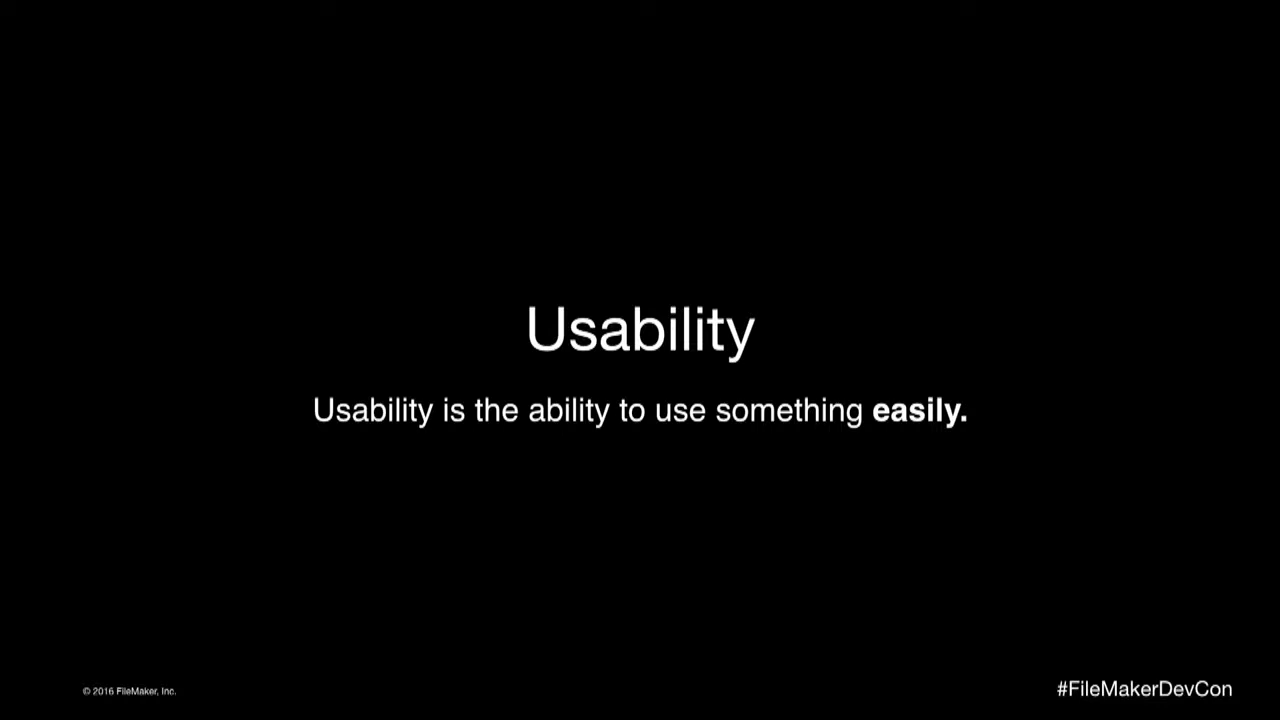 Usability
Usability is the ability to use something easily.
© 2016 FileMaker, Inc.
#FileMakerDevCon